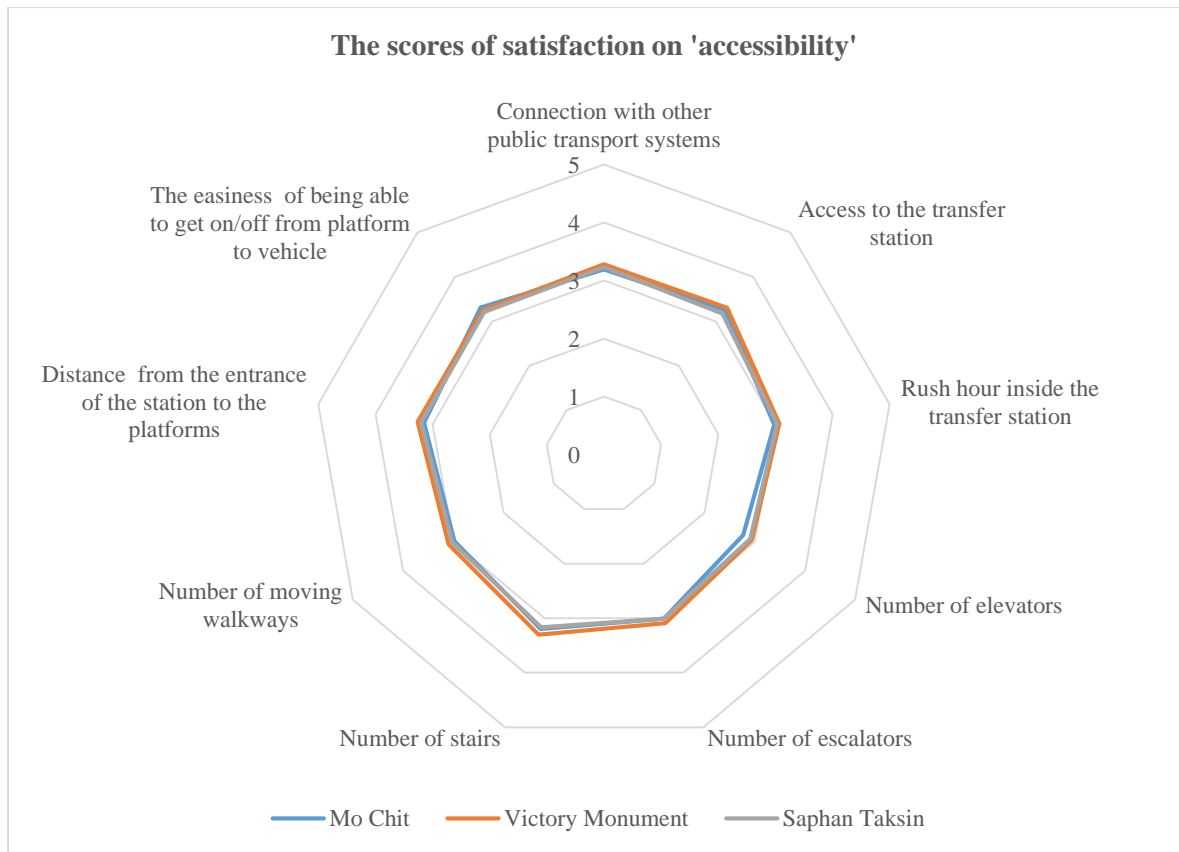 The scores of satisfaction on 'accessibility'
Connection with other
public transport systems
Access to the transfer
station
Rush hour inside the
transfer station
Number of elevators
Number of escalators
Number of stairs
Number of moving
walkways
Distance  from the entrance
of the station to the
platforms
The easiness  of being able
to get on/off from platform
to vehicle
5
4
3
2
1
0
Mo Chit
Victory Monument
Saphan Taksin